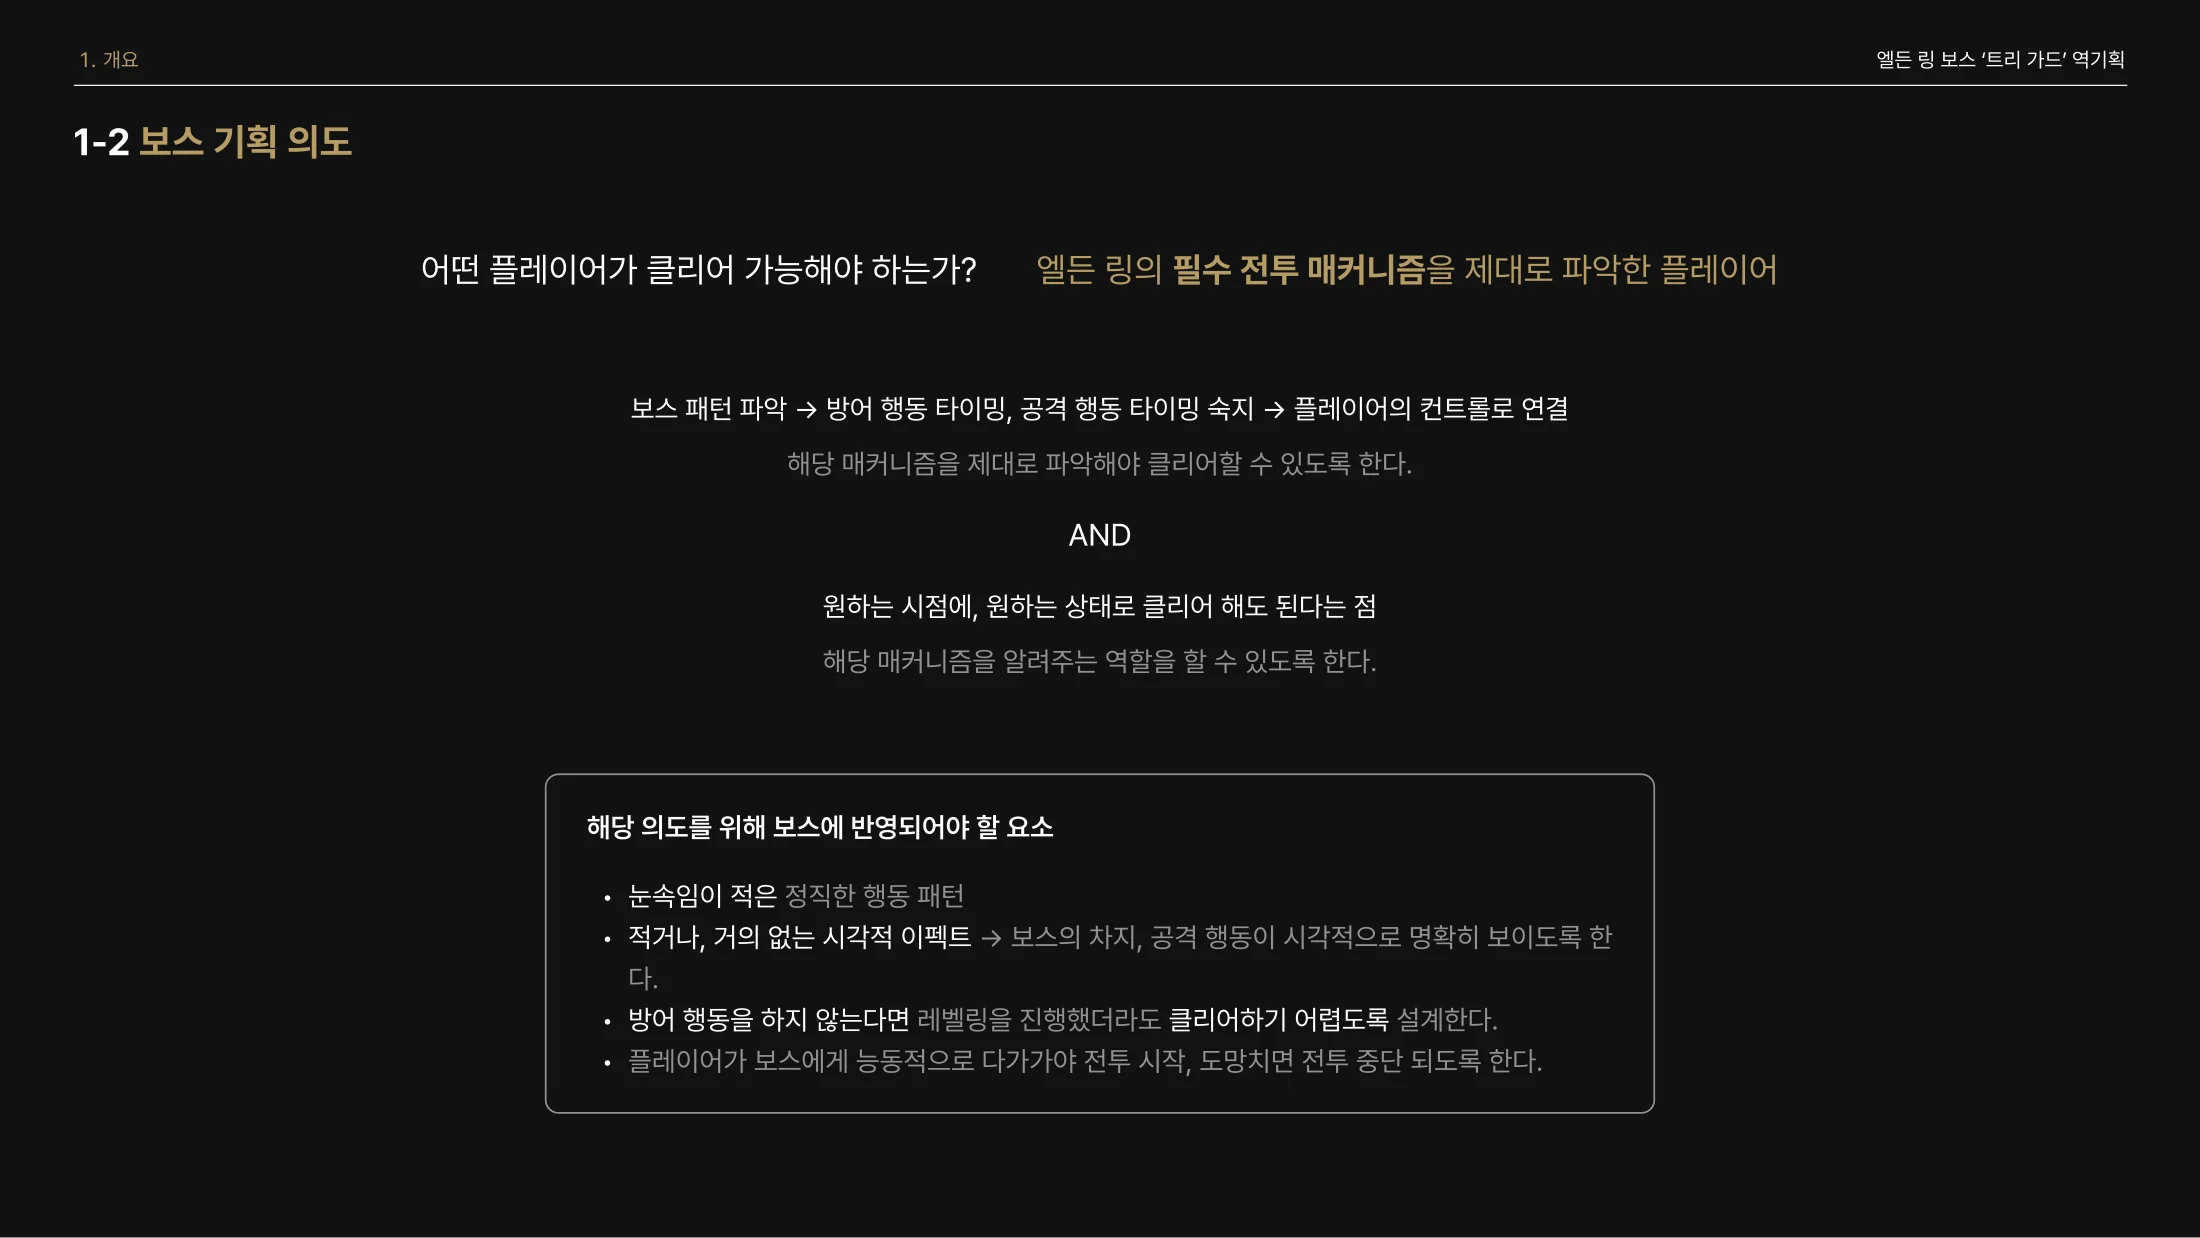 1. 개요
엘든 링 보스 ‘트리 가드’ 역기획
1-2 보스 기획 의도
어떤 플레이어가 클리어 가능해야 하는가? 엘든 링의 필수 전투 매커니즘을 제대로 파악한 플레이어
보스 패턴 파악 → 방어 행동 타이밍, 공격 행동 타이밍 숙지 → 플레이어의 컨트롤로 연결
해당 매커니즘을 제대로 파악해야 클리어할 수 있도록 한다.
AND
원하는 시점에, 원하는 상태로 클리어 해도 된다는 점
해당 매커니즘을 알려주는 역할을 할 수 있도록 한다.
해당 의도를 위해 보스에 반영되어야 할 요소
• 눈속임이 적은 정직한 행동 패턴
• 적거나, 거의 없는 시각적 이펙트 → 보스의 차지, 공격 행동이 시각적으로 명확히 보이도록 한
다.
• 방어 행동을 하지 않는다면 레벨링을 진행했더라도 클리어하기 어렵도록 설계한다.
• 플레이어가 보스에게 능동적으로 다가가야 전투 시작, 도망치면 전투 중단 되도록 한다.